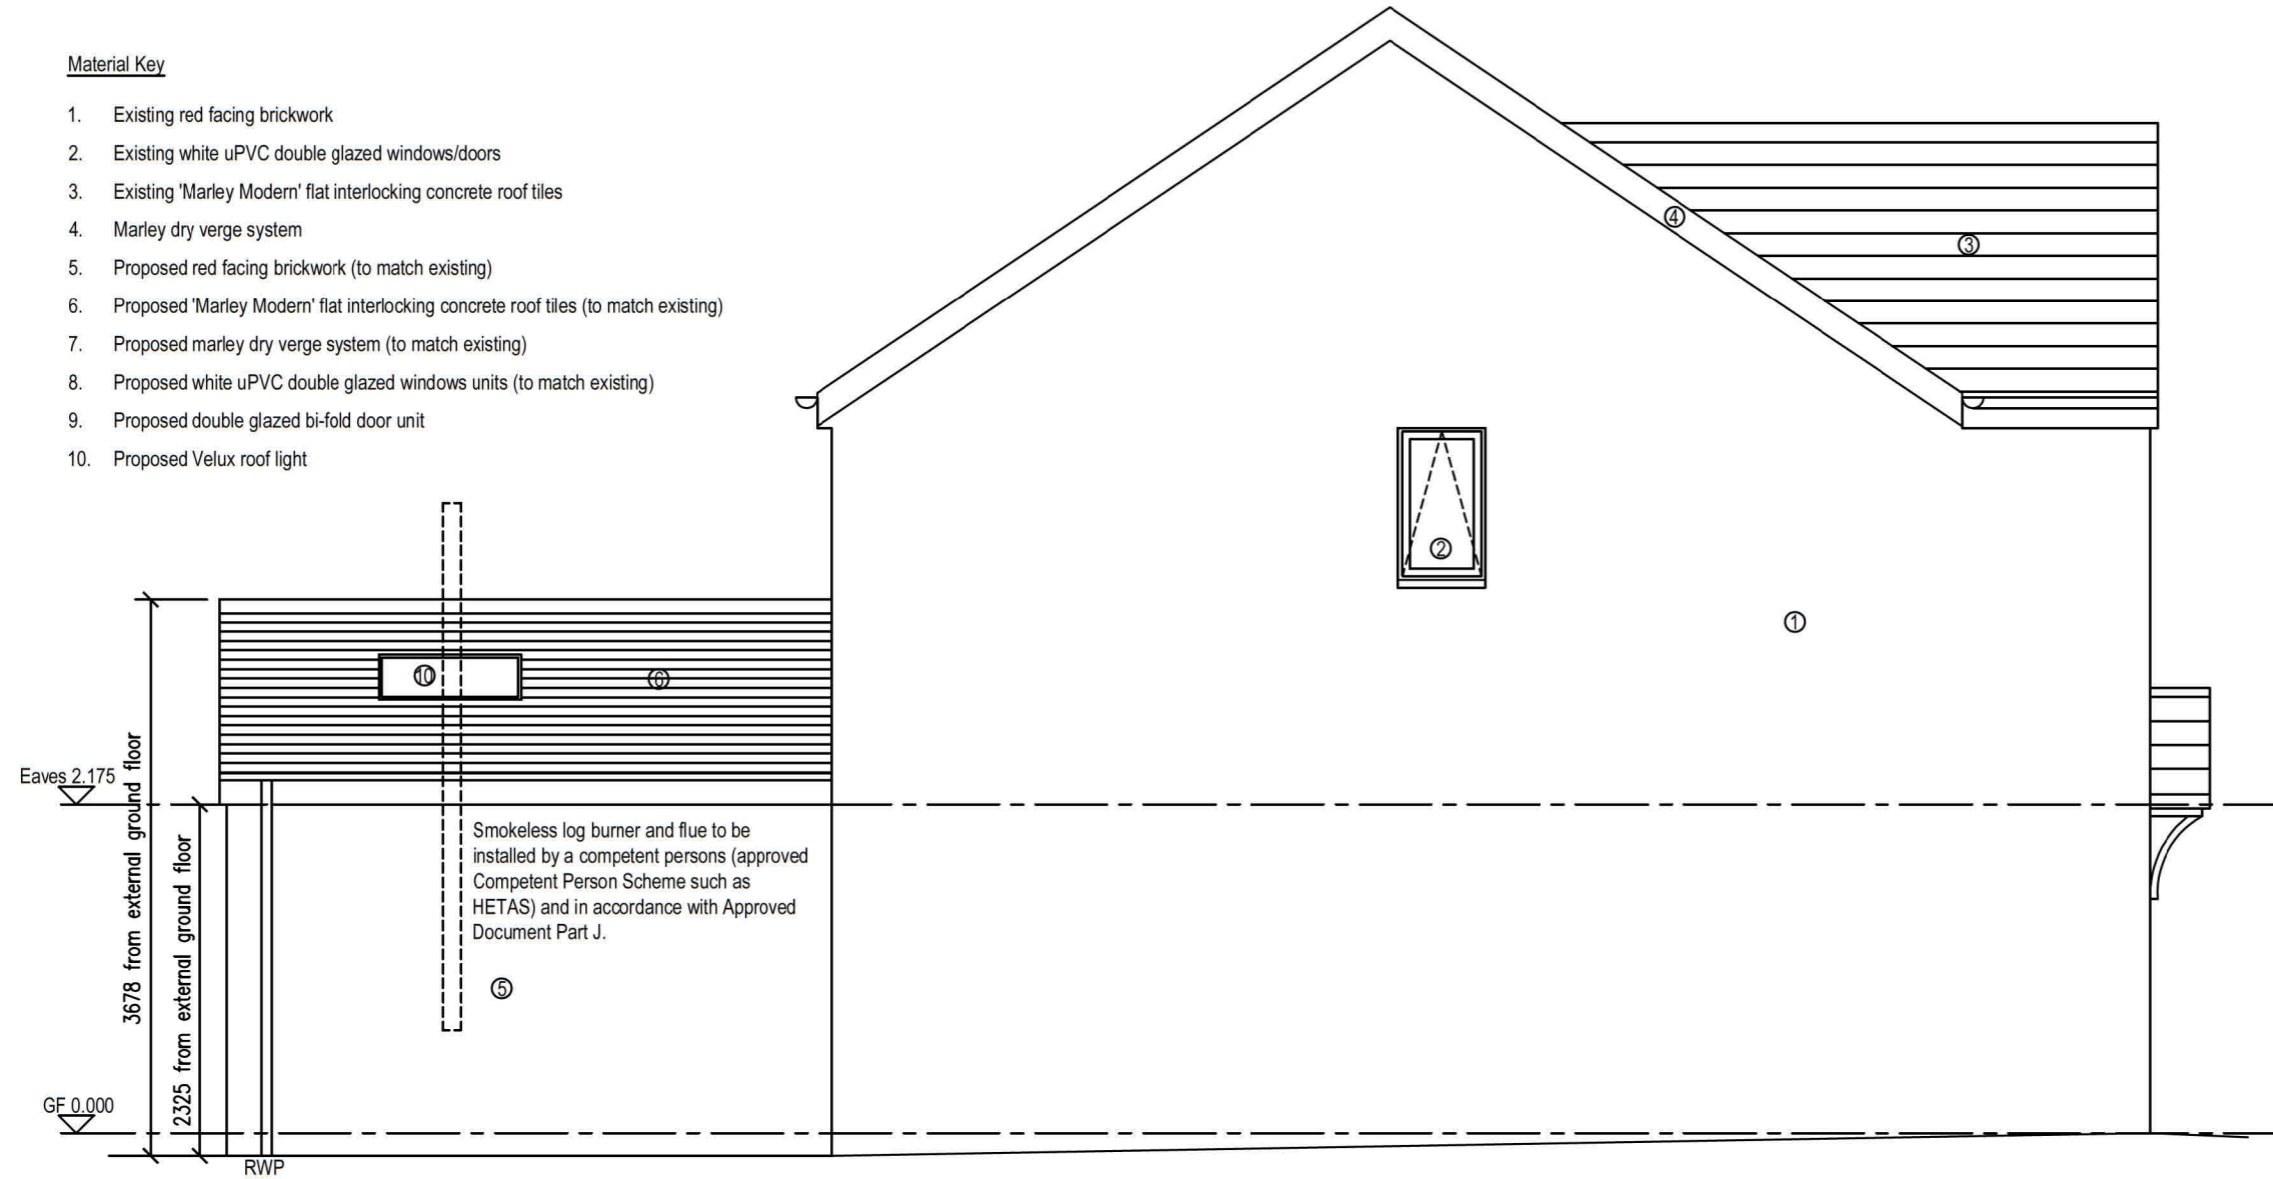 Material Key
1. Existing red facing brickwork
2. Existing white uPVC double glazed windows/doors
3. Existing 'Marley Modern' flat interlocking concrete roof tiles
4. Marley dry verge system
5. Proposed red facing brickwork (to match existing)
6. Proposed 'Marley Modern' flat interlocking concrete roof tiles (to match existing)
7. Proposed marley dry verge system (to match existing)
8. Proposed white uPVC double glazed windows units (to match existing)
9. Proposed double glazed bi-fold door unit
10. Proposed Velux roof light
4
3
2
1
10
6
Eaves 2.175
3678 from external ground floor
2325 from external ground floor
Smokeless log burner and flue to be
installed by a competent persons (approved
Competent Person Scheme such as
HETAS) and in accordance with Approved
Document Part J.
5
GF 0.000
RWP